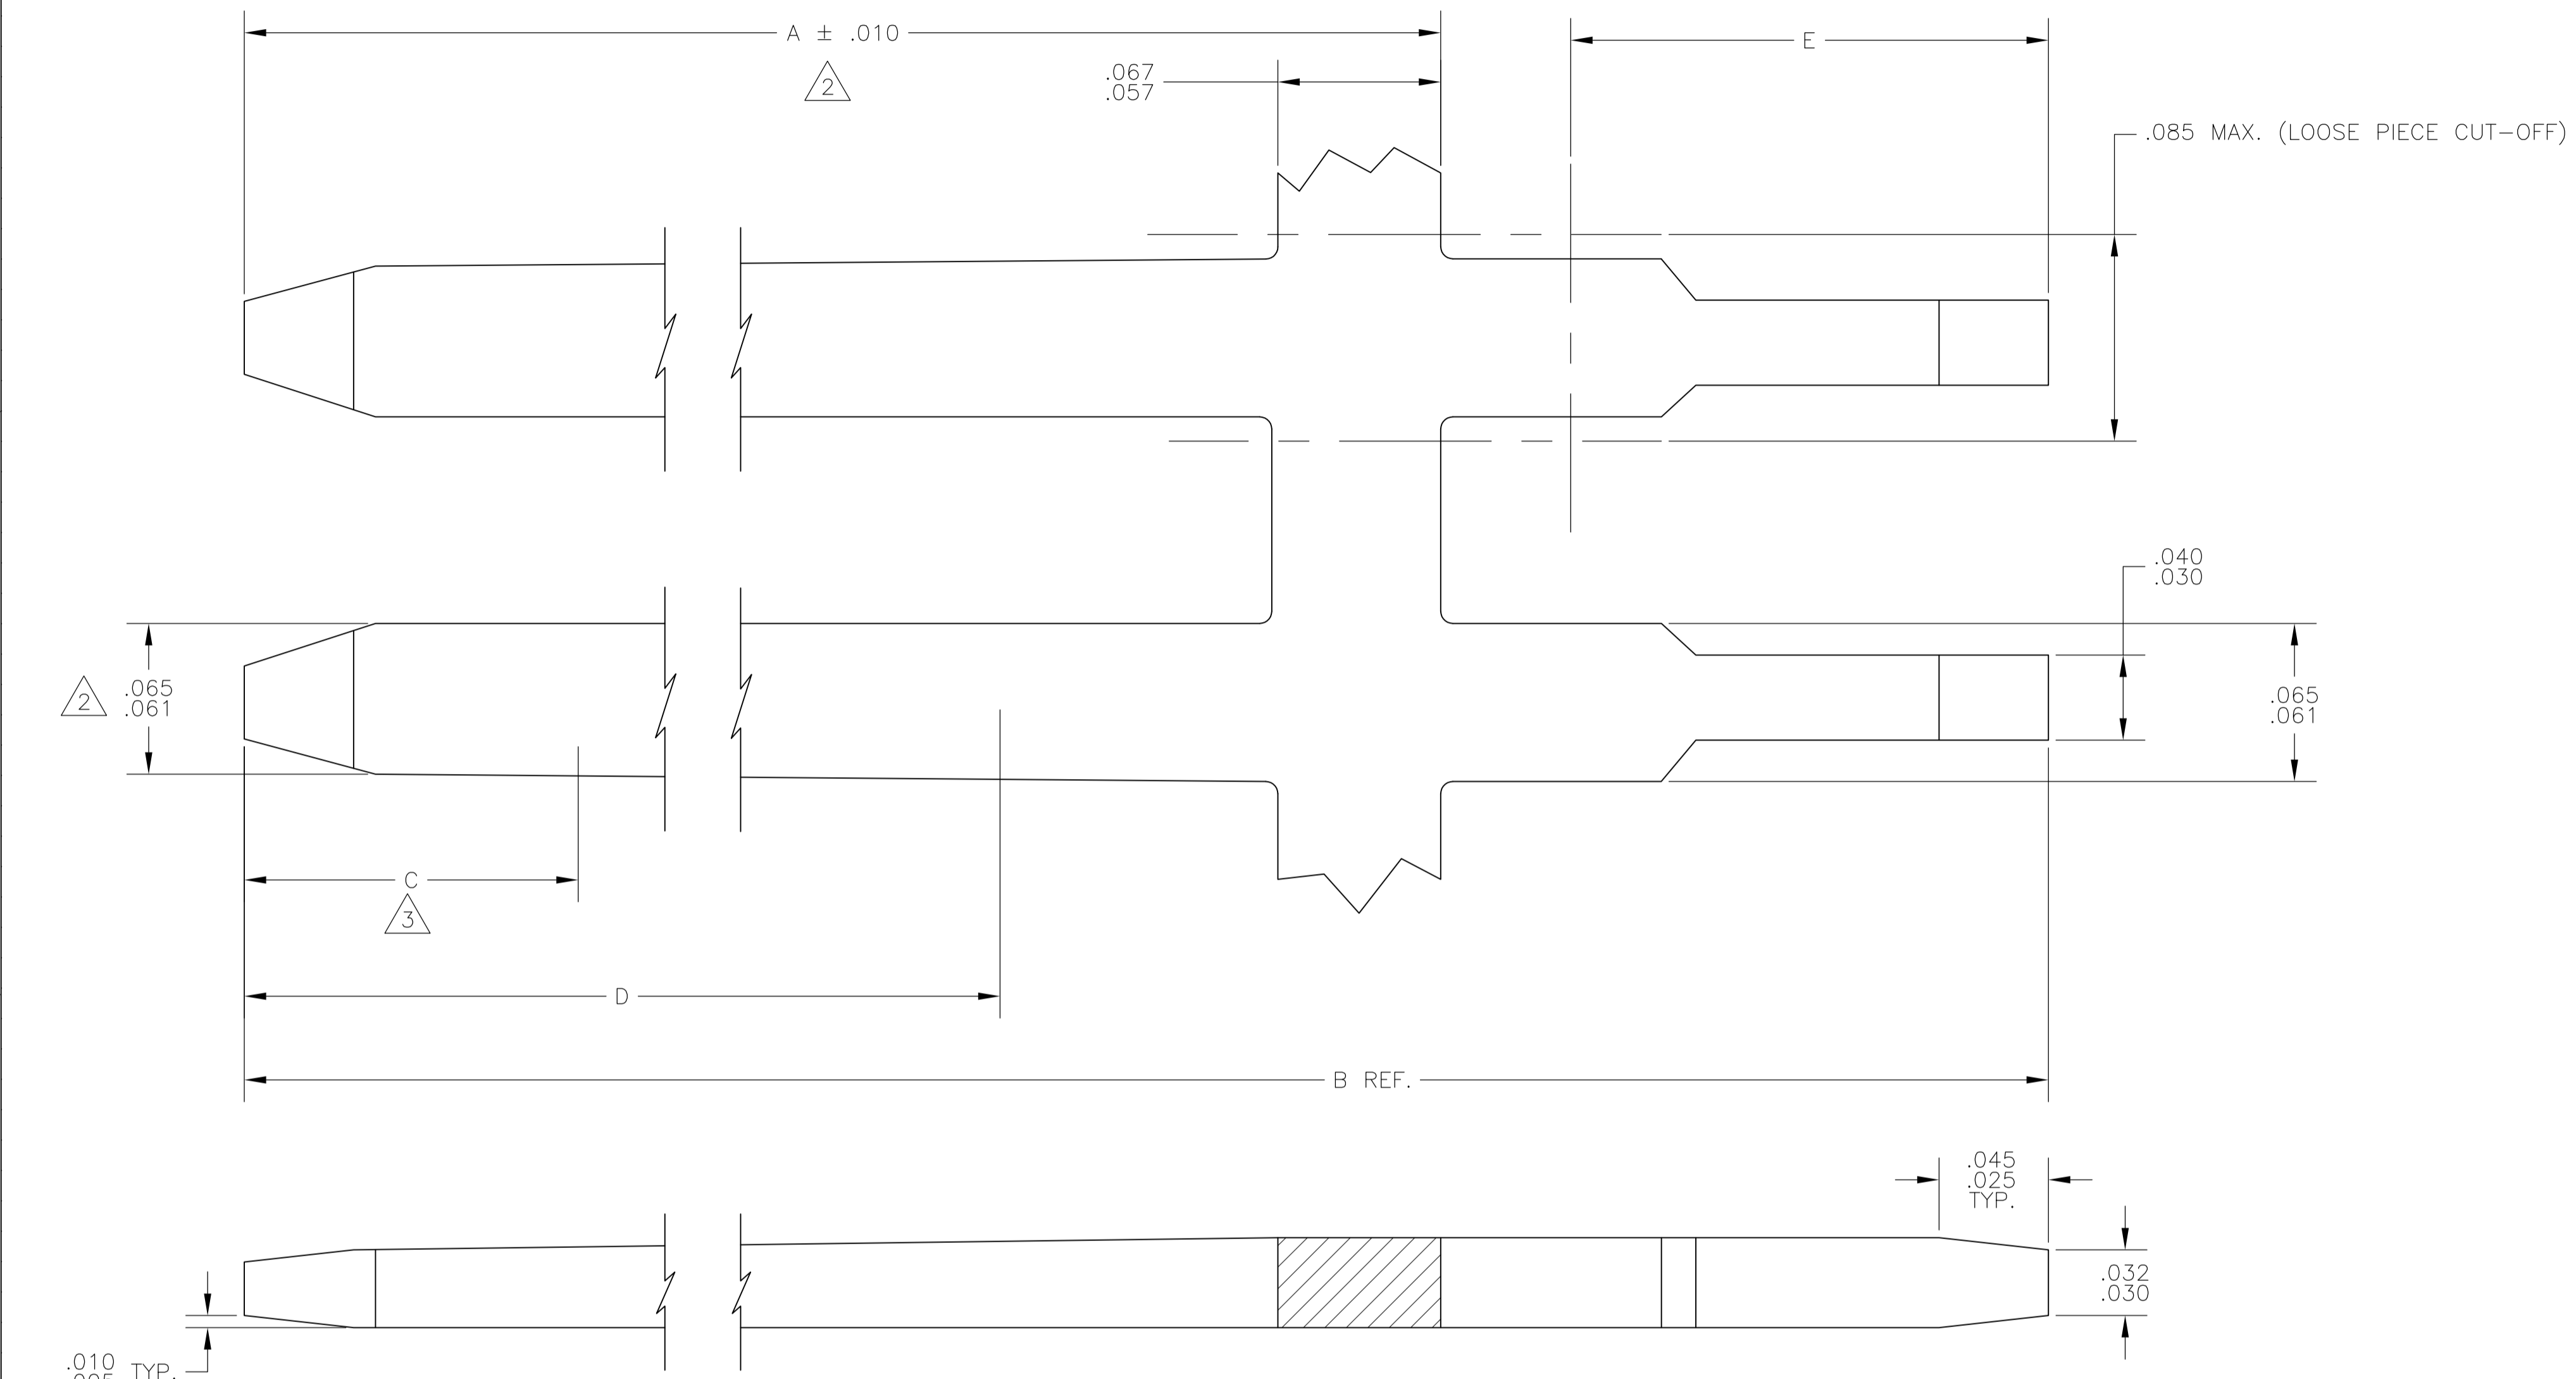 A ± .010
2
.067
.057
E
.085 MAX. (LOOSE PIECE CUT-OFF)
.040
.030
2
.065
.061
.065
.061
C
3
D
B REF.
.045
.025
TYP.
.032
.030
.010
TYP.